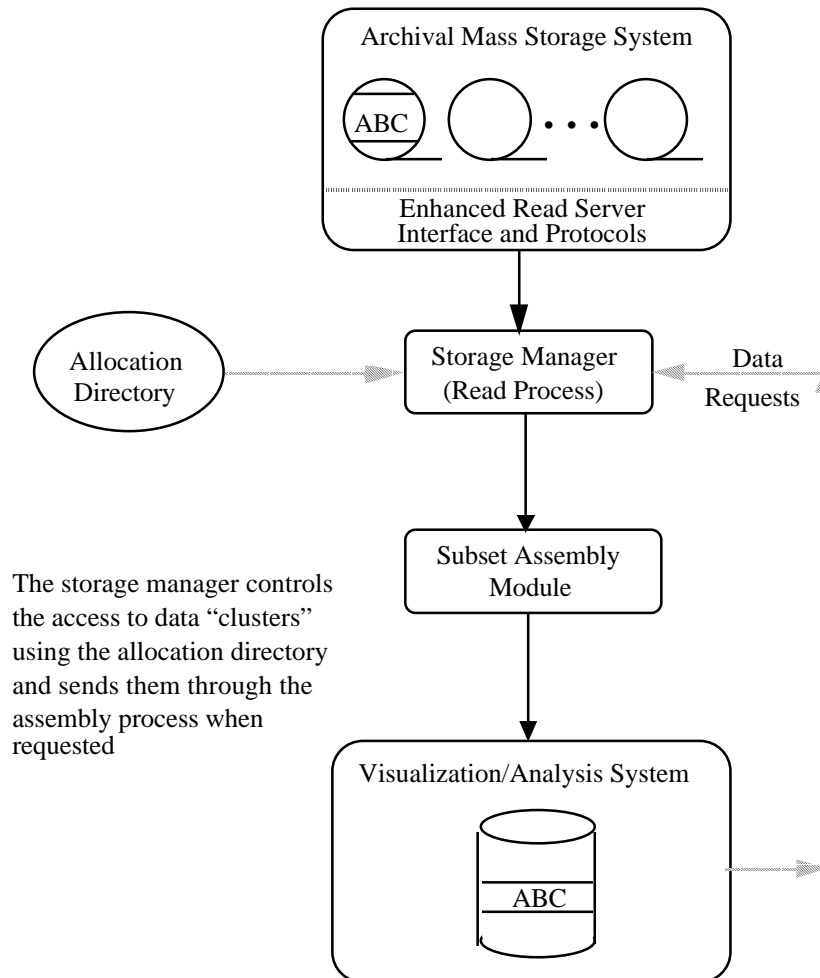 Archival Mass Storage System
ABC
Enhanced Read Server
Interface and Protocols
Allocation
Directory
Storage Manager
(Read Process)
Data
Requests
Subset Assembly
Module
The storage manager controls
the access to data “clusters”
using the allocation directory
and sends them through the
assembly process when
requested
Visualization/Analysis System
ABC